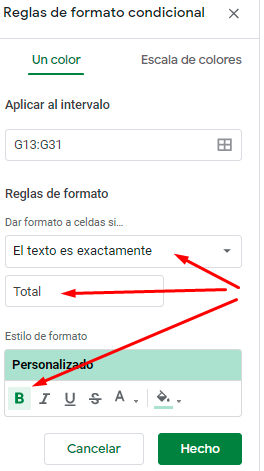 Reglas de formato condicional
Un color
Escala de colores
Aplicar al intervalo
G13:G31
Reglas de formato
Dar formato a celdas si…
El texto es exactamente
Total
Estilo de formato
Personalizado
B I U S A
Cancelar
Hecho